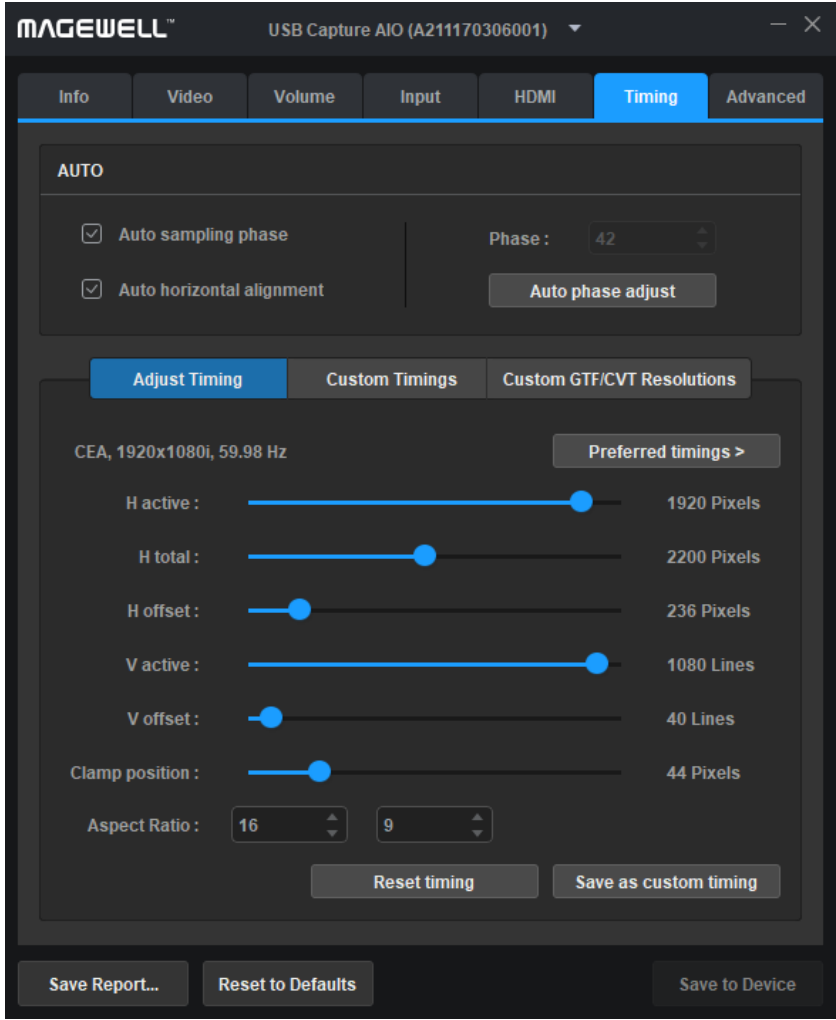 MAGEWELL™ USB Capture AIO (A211170306001)
Info Video Volume Input HDMI Timing Advanced
AUTO
Auto sampling phase Phase : 42
Auto horizontal alignment Auto phase adjust
Adjust Timing Custom Timings Custom GTF/CVT Resolutions
CEA, 1920x1080i, 59.98 Hz Preferred timings >
H active : 1920 Pixels
H total : 2200 Pixels
H offset : 236 Pixels
V active : 1080 Lines
V offset : 40 Lines
Clamp position : 44 Pixels
Aspect Ratio : 16 9
Reset timing Save as custom timing
Save Report... Reset to Defaults Save to Device